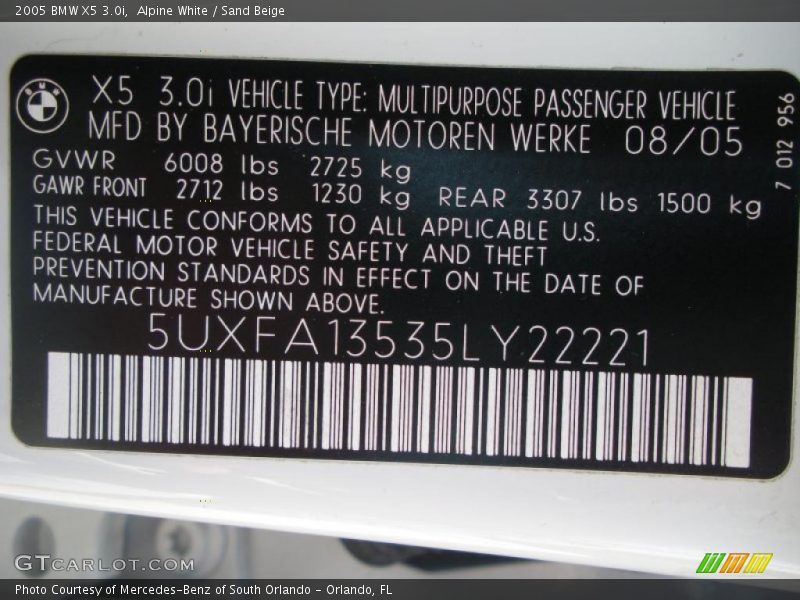 2005 BMW X5 3.0i, Alpine White / Sand Beige
BMW
X5 3.0i VEHICLE TYPE: MULTIPURPOSE PASSENGER VEHICLE
MFD BY BAYERISCHE MOTOREN WERKE 08/05
GVWR 6008 lbs 2725 kg
GAWR FRONT 2712 lbs 1230 kg REAR 3307 lbs 1500 kg
THIS VEHICLE CONFORMS TO ALL APPLICABLE U.S.
FEDERAL MOTOR VEHICLE SAFETY AND THEFT
PREVENTION STANDARDS IN EFFECT ON THE DATE OF
MANUFACTURE SHOWN ABOVE.
5UXFA13535LY22221
7 012 956
GTCARLOT.COM
Photo Courtesy of Mercedes-Benz of South Orlando - Orlando, FL